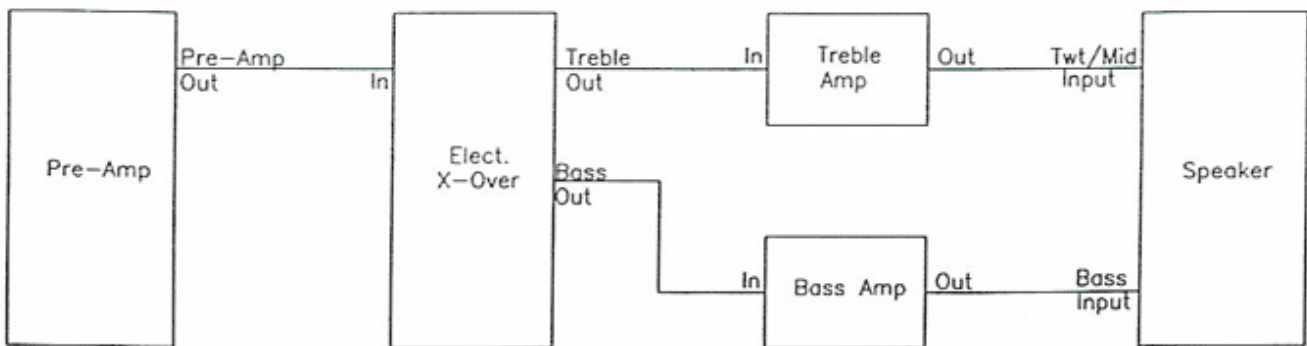 Pre-Amp
Pre-Amp
Out
In
Elect.
X-Over
Treble
Out
Bass
Out
In
Treble
Amp
Out
Twt/Mid
Input
In
Bass Amp
Out
Bass
Input
Speaker